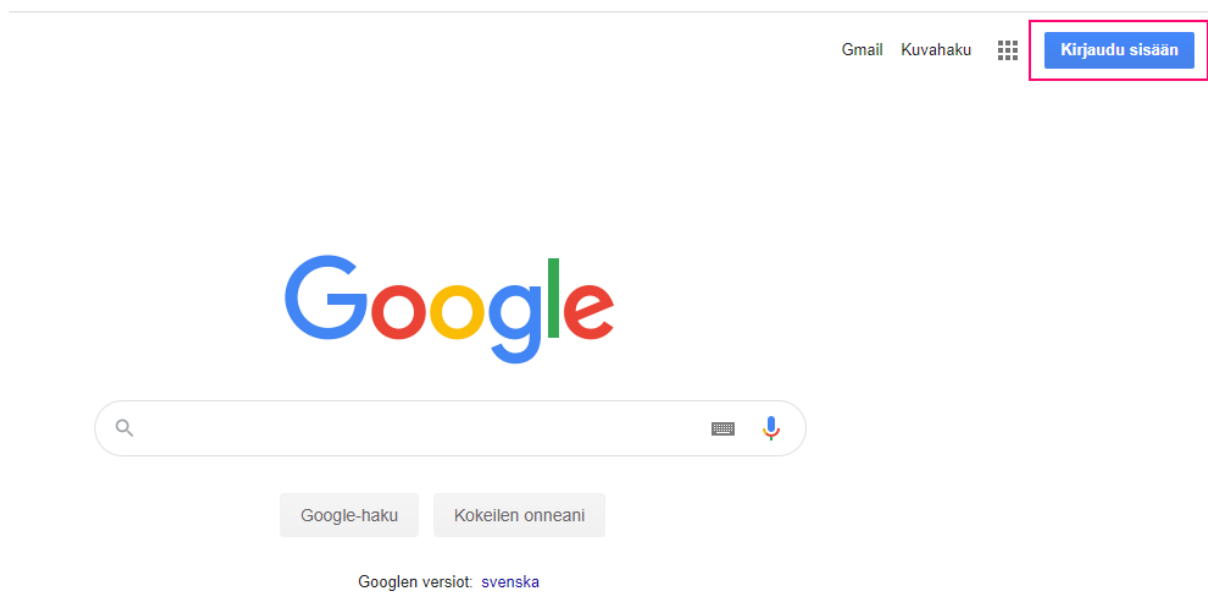 Gmail Kuvahaku Kirjaudu sisään
Google
Google-haku Kokeilen onneani
Googlen versiot: svenska